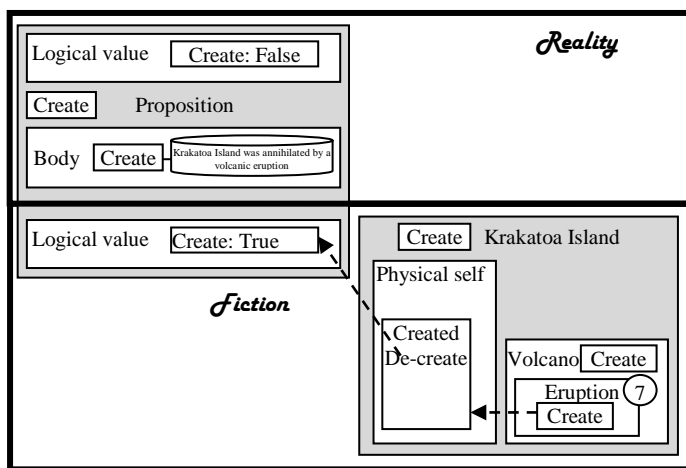 Reality
Logical value Create: False
Create Proposition
Body Create Krakatoa Island was annihilated by a
volcanic eruption
Logical value Create: True
Fiction
Create Krakatoa Island
Physical self
Created
De-create
Volcano Create
Eruption 7
Create